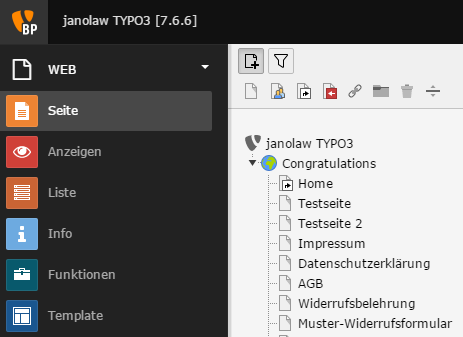 BP
janolaw TYPO3 [7.6.6]
WEB
Seite
Anzeigen
Liste
Info
Funktionen
Template
janolaw TYPO3
Congratulations
Home
Testseite
Testseite 2
Impressum
Datenschutzerklärung
AGB
Widerrufsbelehrung
Muster-Widerrufsformular